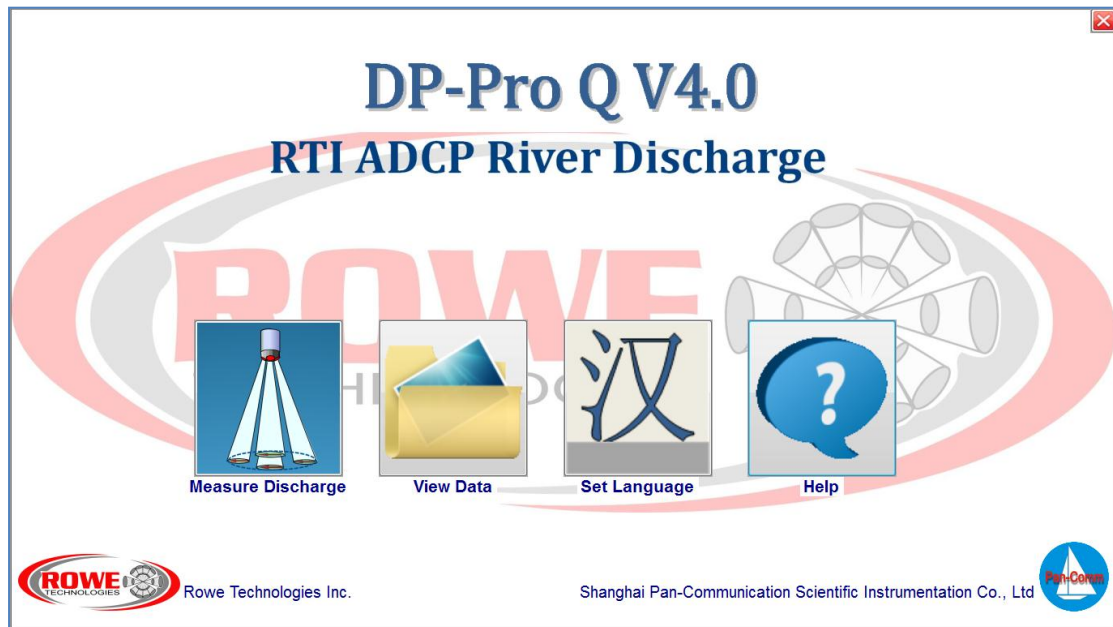 DP-Pro Q V4.0
RTI ADCP River Discharge
ROWE
汉
?
Measure Discharge
View Data
Set Language
Help
ROWE
TECHNOLOGIES
Rowe Technologies Inc.
Shanghai Pan-Communication Scientific Instrumentation Co., Ltd
Pan-Comm